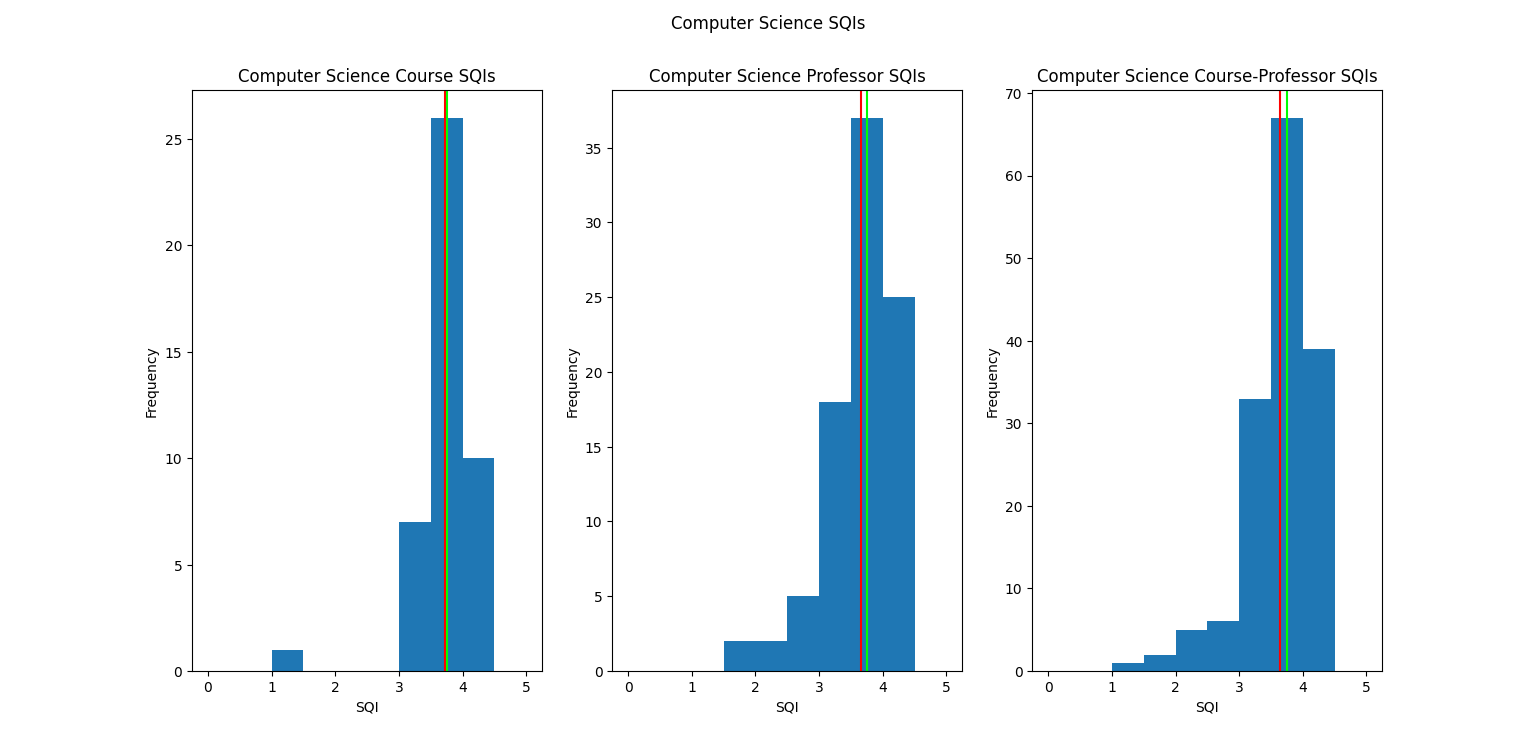 Computer Science SQIs
Computer Science Course SQIs
Frequency
25
20
15
10
5
0
0 1 2 3 4 5
SQI
Computer Science Professor SQIs
Frequency
35
30
25
20
15
10
5
0
0 1 2 3 4 5
SQI
Computer Science Course-Professor SQIs
Frequency
70
60
50
40
30
20
10
0
0 1 2 3 4 5
SQI